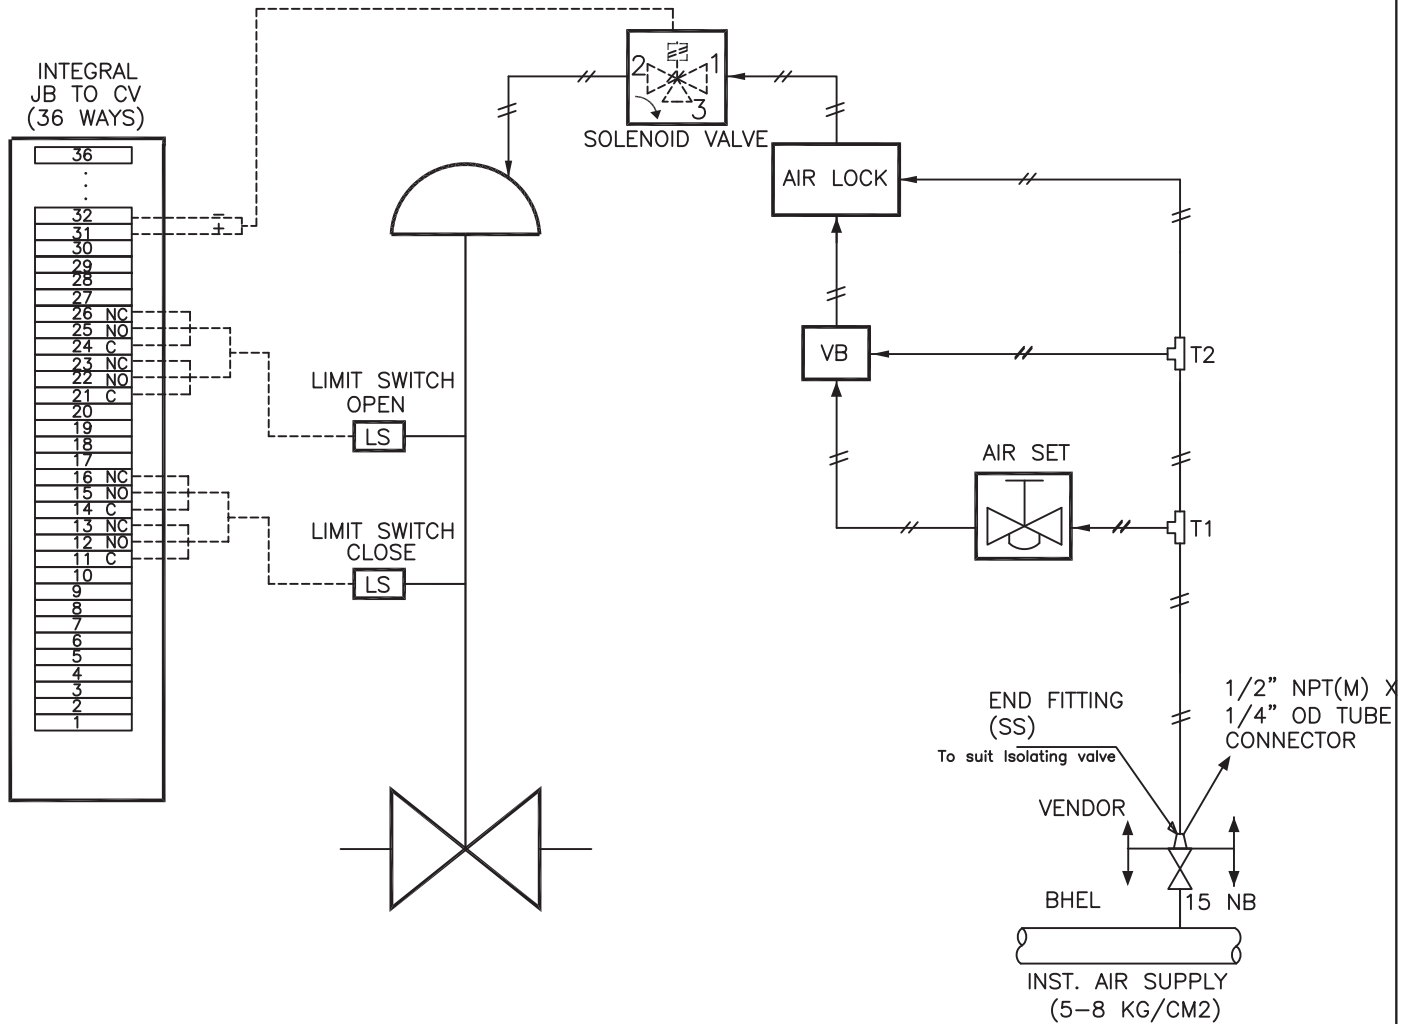 INTEGRAL
JB TO CV
(36 WAYS)
36
32 −
31 +
30
29
28
27
26 NC
25 NO
24 C
23 NC
22 NO
21 C
20
19
18
17
16 NC
15 NO
14 C
13 NC
12 NO
11 C
10
9
8
7
6
5
4
3
2
1
LIMIT SWITCH
OPEN
LS
LIMIT SWITCH
CLOSE
LS
2 1
3
SOLENOID VALVE
AIR LOCK
VB
T2
AIR SET
T1
END FITTING
(SS)
To suit Isolating valve
1/2" NPT(M) X
1/4" OD TUBE
CONNECTOR
VENDOR
BHEL
15 NB
INST. AIR SUPPLY
(5−8 KG/CM2)